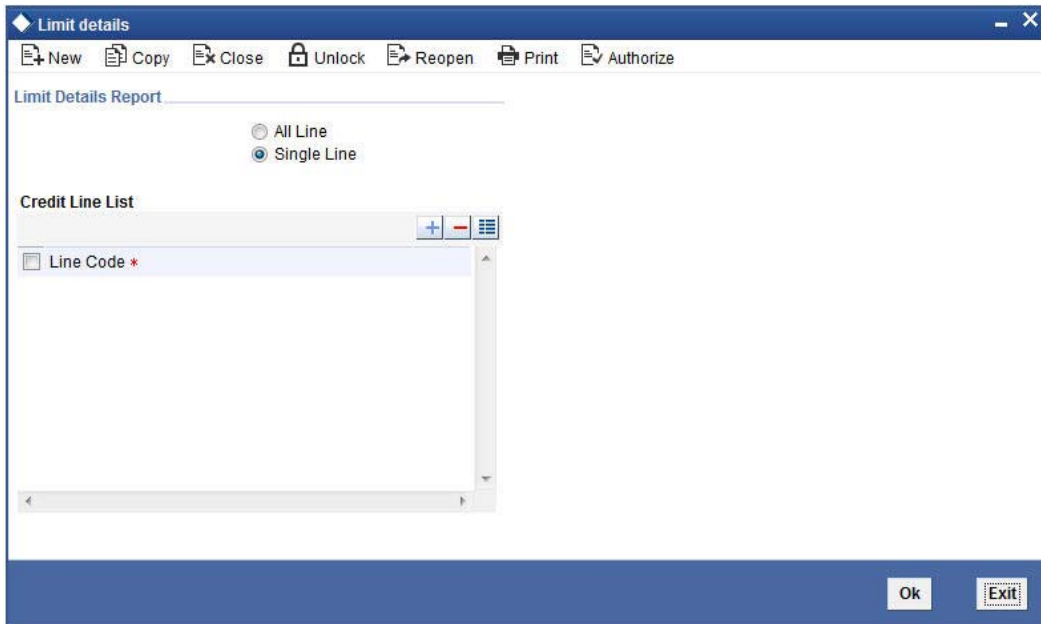 Limit details
New Copy Close Unlock Reopen Print Authorize
Limit Details Report
All Line
Single Line
Credit Line List
Line Code *
Ok Exit